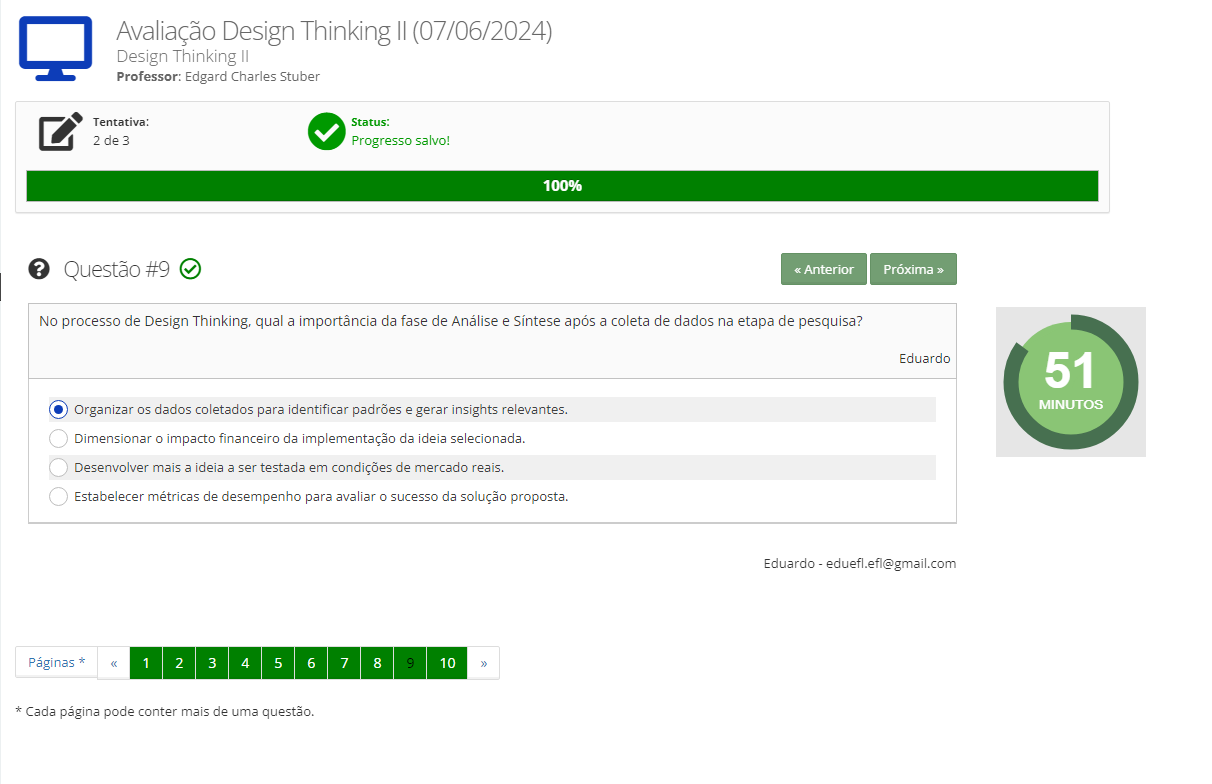 Avaliação Design Thinking II (07/06/2024)
Design Thinking II
Professor: Edgard Charles Stuber
Tentativa:
2 de 3
Status:
Progresso salvo!
100%
Questão #9
« Anterior
Próxima »
No processo de Design Thinking, qual a importância da fase de Análise e Síntese após a coleta de dados na etapa de pesquisa?
Eduardo
Organizar os dados coletados para identificar padrões e gerar insights relevantes.
Dimensionar o impacto financeiro da implementação da ideia selecionada.
Desenvolver mais a ideia a ser testada em condições de mercado reais.
Estabelecer métricas de desempenho para avaliar o sucesso da solução proposta.
51
MINUTOS
Eduardo - eduefl.efl@gmail.com
Páginas * « 1 2 3 4 5 6 7 8 9 10 »
* Cada página pode conter mais de uma questão.